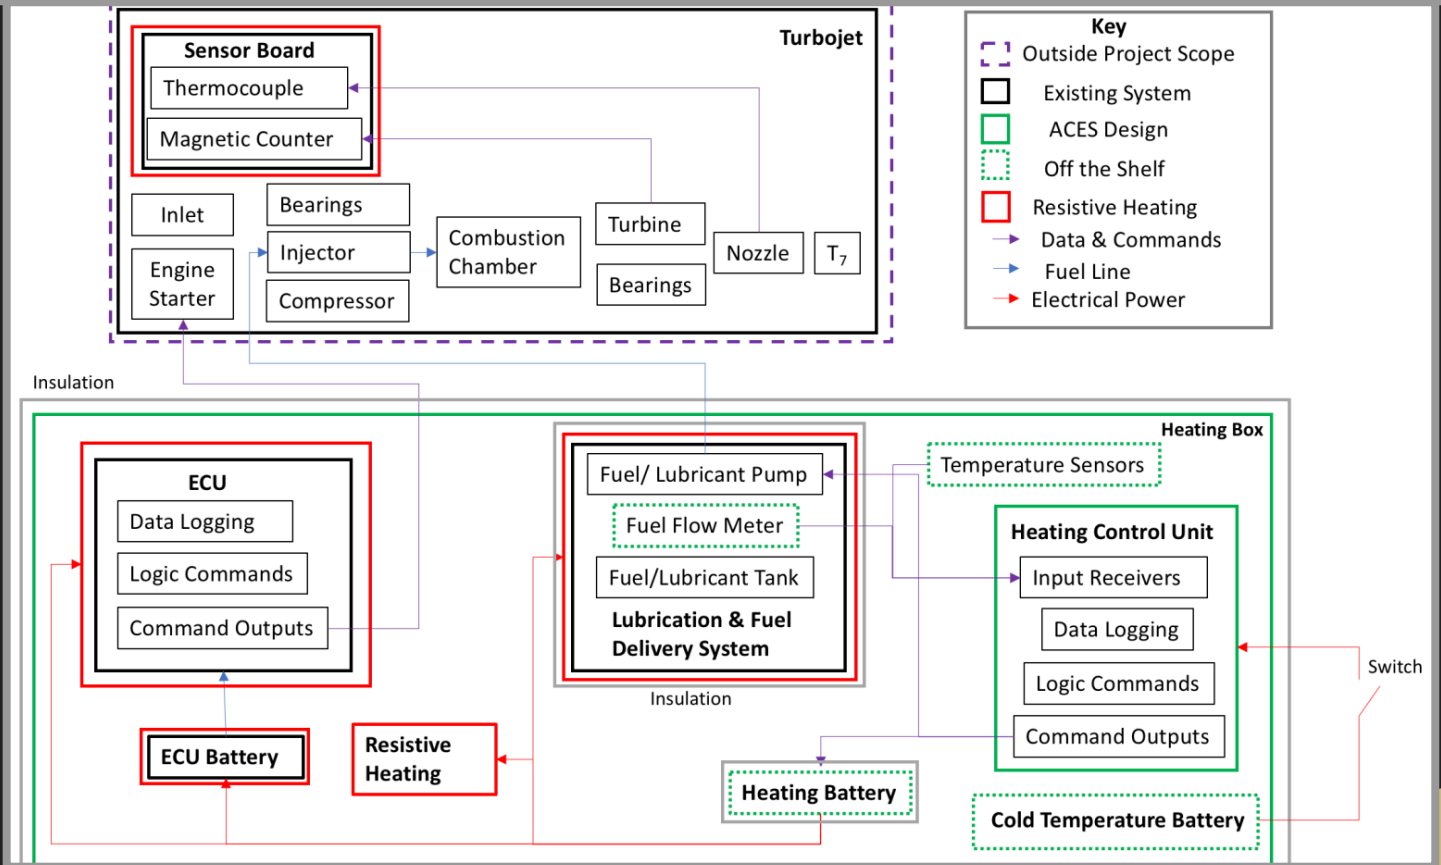 Turbojet
Sensor Board
Thermocouple
Magnetic Counter
Inlet
Engine
Starter
Bearings
Injector
Compressor
Combustion
Chamber
Turbine
Bearings
Nozzle
T₇
Key
Outside Project Scope
Existing System
ACES Design
Off the Shelf
Resistive Heating
Data & Commands
Fuel Line
Electrical Power
Insulation
Heating Box
ECU
Data Logging
Logic Commands
Command Outputs
ECU Battery
Resistive
Heating
Fuel/ Lubricant Pump
Fuel Flow Meter
Fuel/Lubricant Tank
Lubrication & Fuel
Delivery System
Insulation
Temperature Sensors
Heating Control Unit
Input Receivers
Data Logging
Logic Commands
Command Outputs
Switch
Heating Battery
Cold Temperature Battery